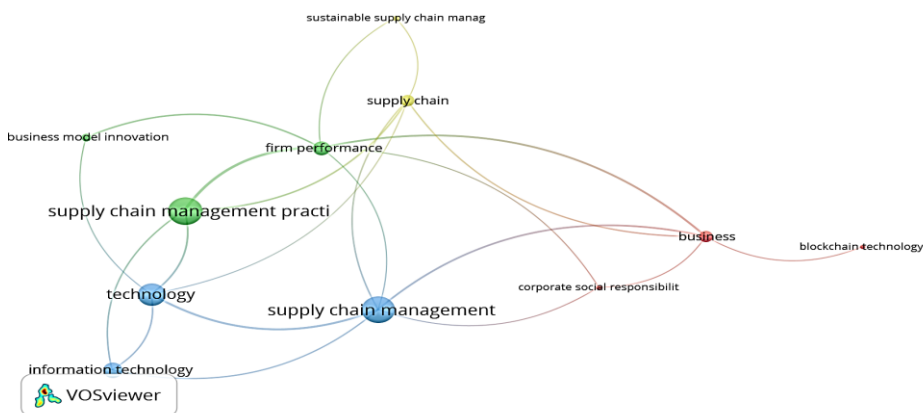 sustainable supply chain manag
supply chain
business model innovation
firm performance
supply chain management practi
business
blockchain technology
corporate social responsibilit
technology
supply chain management
information technology
VOSviewer